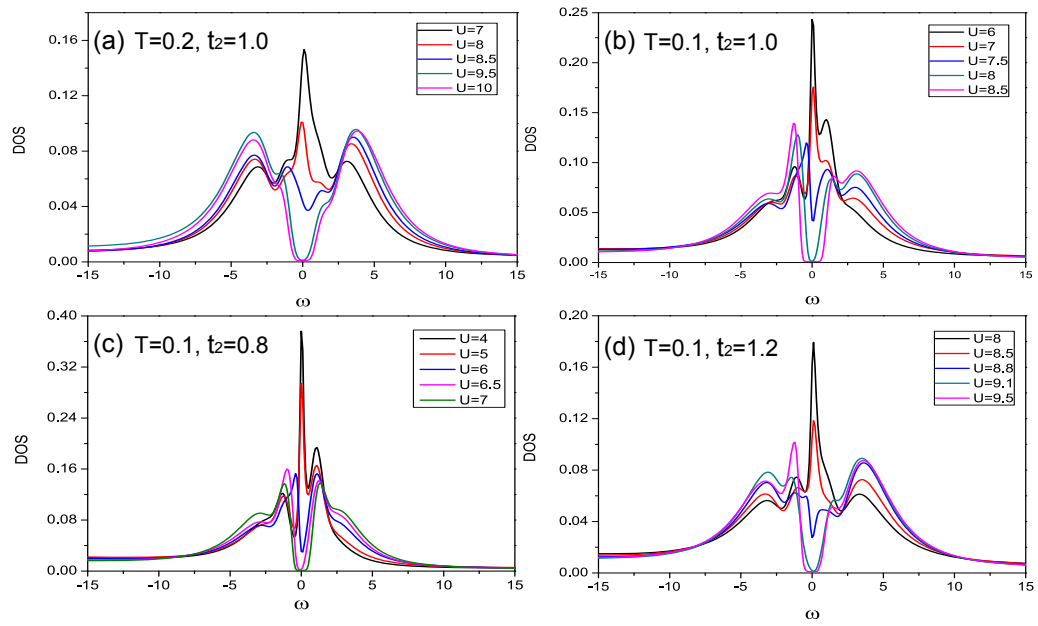 (a) T=0.2, t₂=1.0
U=7
U=8
U=8.5
U=9.5
U=10
0.16
0.12
0.08
0.04
0.00
DOS
-15 -10 -5 0 5 10 15
ω
(b) T=0.1, t₂=1.0
U=6
U=7
U=7.5
U=8
U=8.5
0.25
0.20
0.15
0.10
0.05
0.00
DOS
-15 -10 -5 0 5 10 15
ω
(c) T=0.1, t₂=0.8
U=4
U=5
U=6
U=6.5
U=7
0.40
0.32
0.24
0.16
0.08
0.00
DOS
-15 -10 -5 0 5 10 15
ω
(d) T=0.1, t₂=1.2
U=8
U=8.5
U=8.8
U=9.1
U=9.5
0.20
0.16
0.12
0.08
0.04
0.00
DOS
-15 -10 -5 0 5 10 15
ω